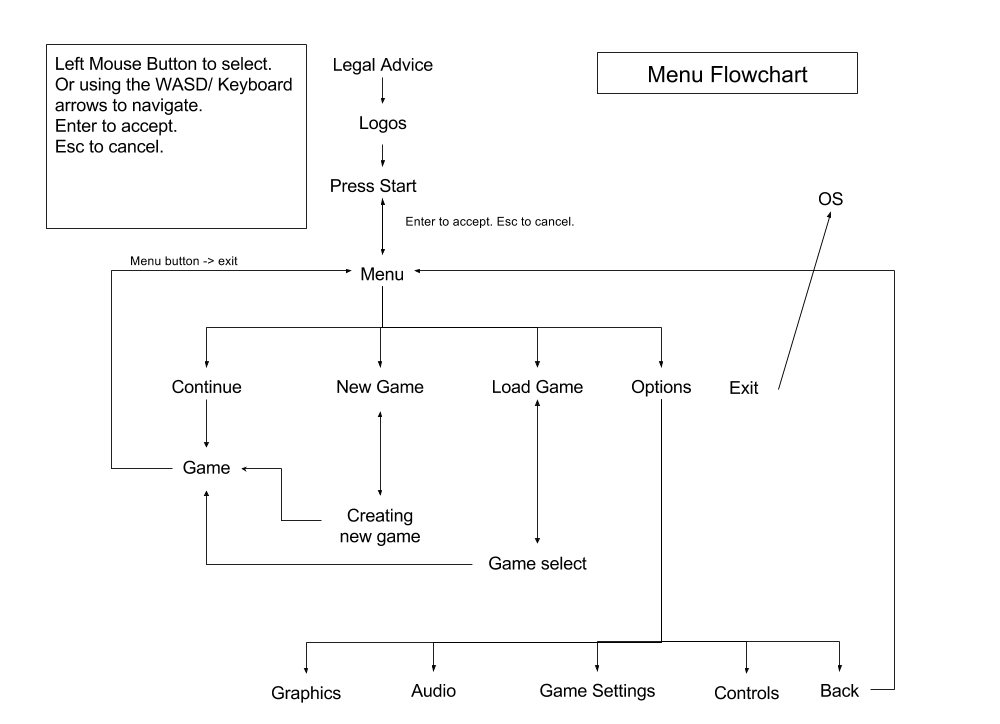 Left Mouse Button to select.
Or using the WASD/ Keyboard
arrows to navigate.
Enter to accept.
Esc to cancel.
Legal Advice
Menu Flowchart
Logos
Press Start
OS
Enter to accept. Esc to cancel.
Menu button -> exit
Menu
Continue
New Game
Load Game
Options
Exit
Game
Creating
new game
Game select
Graphics
Audio
Game Settings
Controls
Back